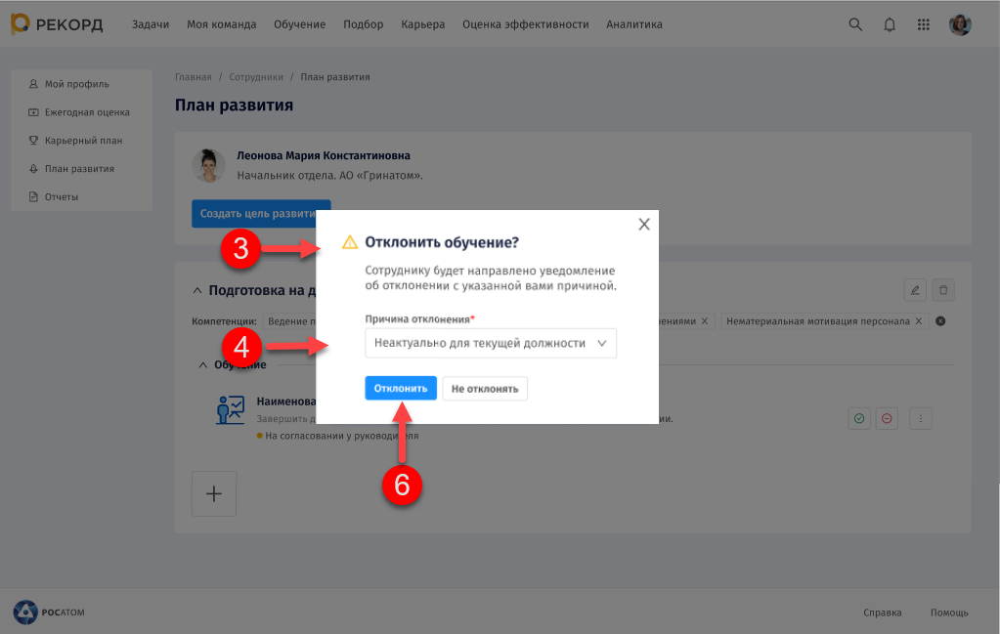 РЕКОРД
Задачи Моя команда Обучение Подбор Карьера Оценка эффективности Аналитика
Мой профиль
Ежегодная оценка
Карьерный план
План развития
Отчеты
Главная / Сотрудники / План развития
План развития
Леонова Мария Константиновна
Начальник отдела. АО «Гринатом».
Создать цель развити
3
Отклонить обучение?
Сотруднику будет направлено уведомление
об отклонении с указанной вами причиной.
Причина отклонения*
Неактуально для текущей должности
Отклонить Не отклонять
4
6
Подготовка на д
Компетенции: Ведение п нениями Нематериальная мотивация персонала
Обучение
Наименова
Завершить д ии.
На согласовании у руководителя
РОСАТОМ
Справка Помощь